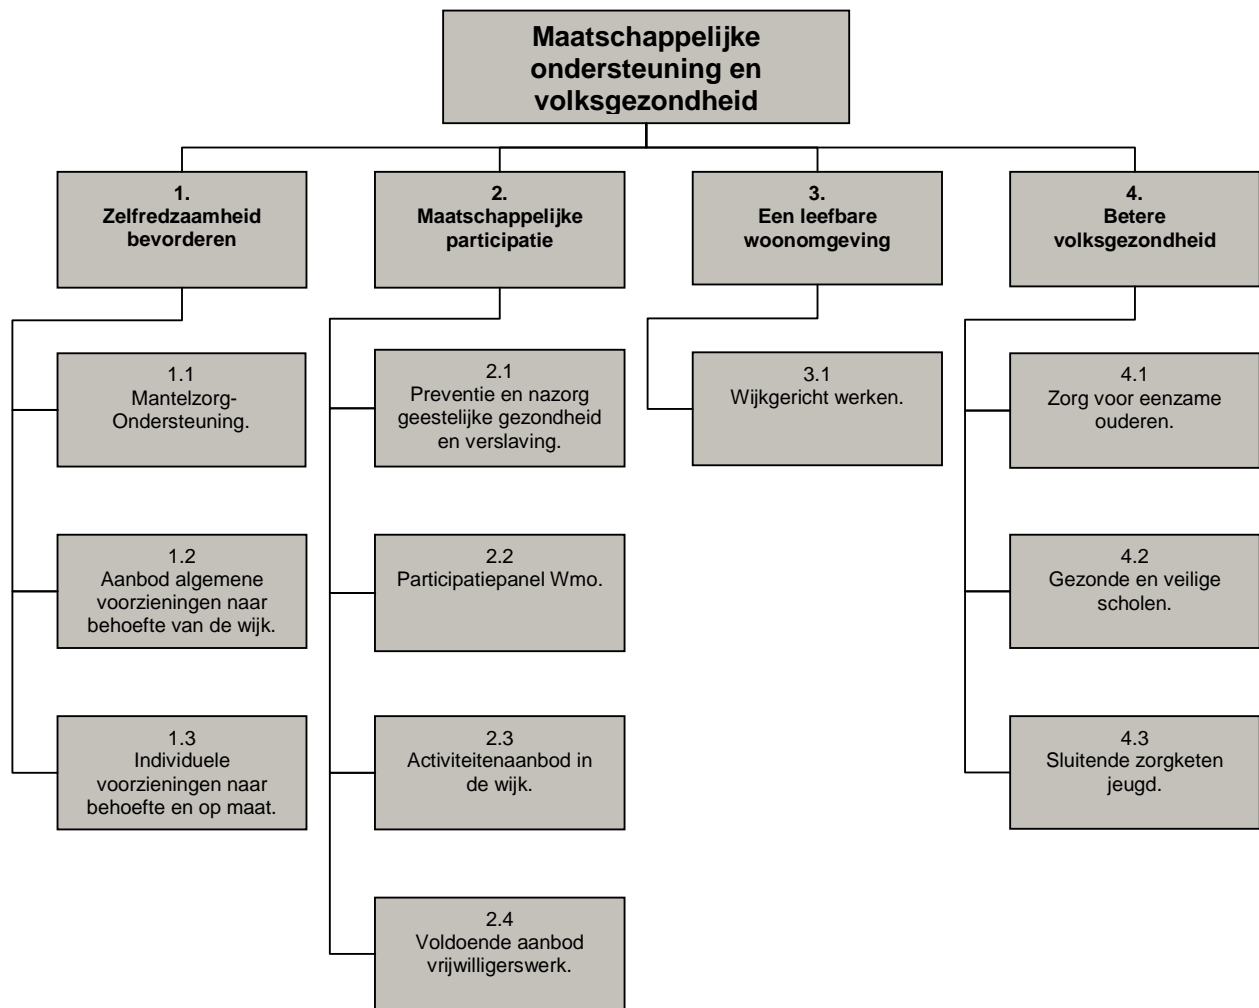 Maatschappelijke
ondersteuning en
volksgezondheid
1.
Zelfredzaamheid
bevorderen
2.
Maatschappelijke
participatie
3.
Een leefbare
woonomgeving
4.
Betere
volksgezondheid
1.1
Mantelzorg-
Ondersteuning.
2.1
Preventie en nazorg
geestelijke gezondheid
en verslaving.
3.1
Wijkgericht werken.
4.1
Zorg voor eenzame
ouderen.
1.2
Aanbod algemene
voorzieningen naar
behoefte van de wijk.
2.2
Participatiepanel Wmo.
4.2
Gezonde en veilige
scholen.
1.3
Individuele
voorzieningen naar
behoefte en op maat.
2.3
Activiteitenaanbod in
de wijk.
4.3
Sluitende zorgketen
jeugd.
2.4
Voldoende aanbod
vrijwilligerswerk.